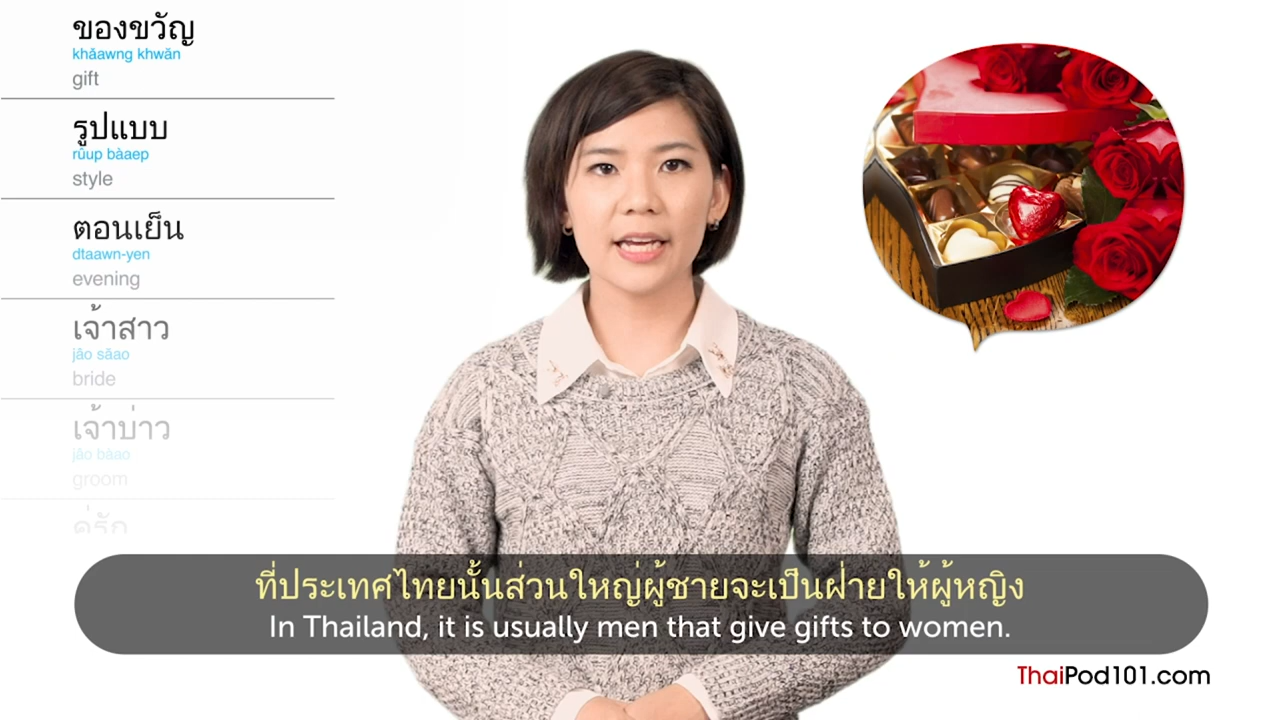 ของขวัญ
khǎawng khwǎn
gift
รูปแบบ
rûup bàaep
style
ตอนเย็น
dtaawn-yen
evening
เจ้าสาว
jâo sǎao
bride
เจ้าบ่าว
jâo bàao
groom
คู่รัก
ที่ประเทศไทยนั้นส่วนใหญ่ผู้ชายจะเป็นฝ่ายให้ผู้หญิง
In Thailand, it is usually men that give gifts to women.
ThaiPod101.com